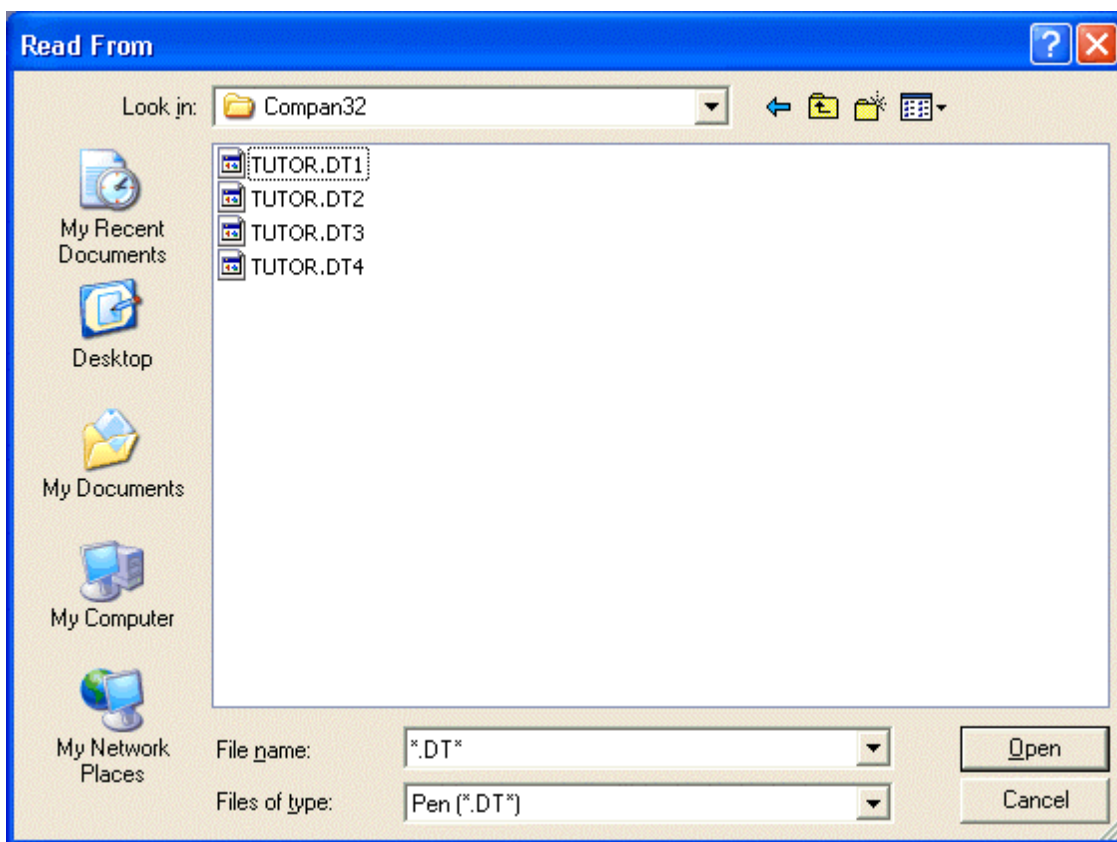 Read From
Look in: Compan32
My Recent
Documents
Desktop
My Documents
My Computer
My Network
Places
TUTOR.DT1
TUTOR.DT2
TUTOR.DT3
TUTOR.DT4
File name: *.DT*
Open
Files of type: Pen (*.DT*)
Cancel